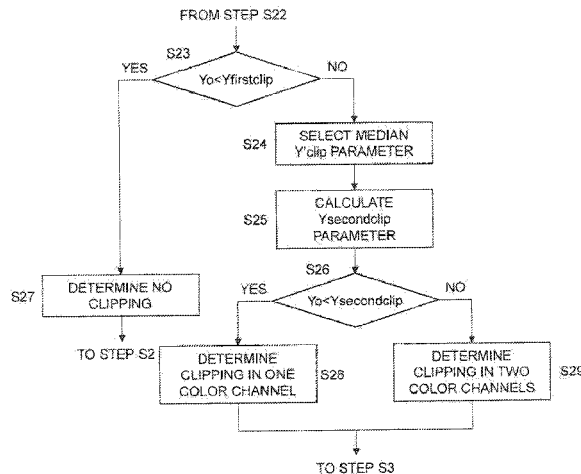 FROM STEP S22
S23
YES
Yo<Yfirstclip
NO
S24
SELECT MEDIAN
Y'clip PARAMETER
S25
CALCULATE
Ysecondclip
PARAMETER
S26
S27
DETERMINE NO
CLIPPING
YES
Yo<Ysecondclip
NO
TO STEP S2
DETERMINE
CLIPPING IN ONE
COLOR CHANNEL
S28
DETERMINE
CLIPPING IN TWO
COLOR CHANNELS
S29
TO STEP S3